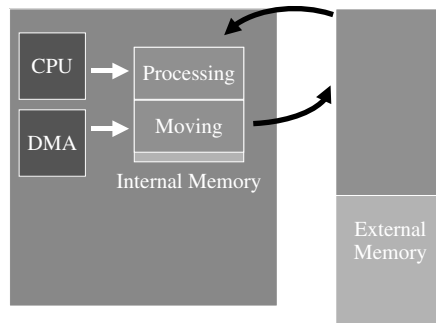 CPU
Processing
DMA
Moving
Internal Memory
External
Memory